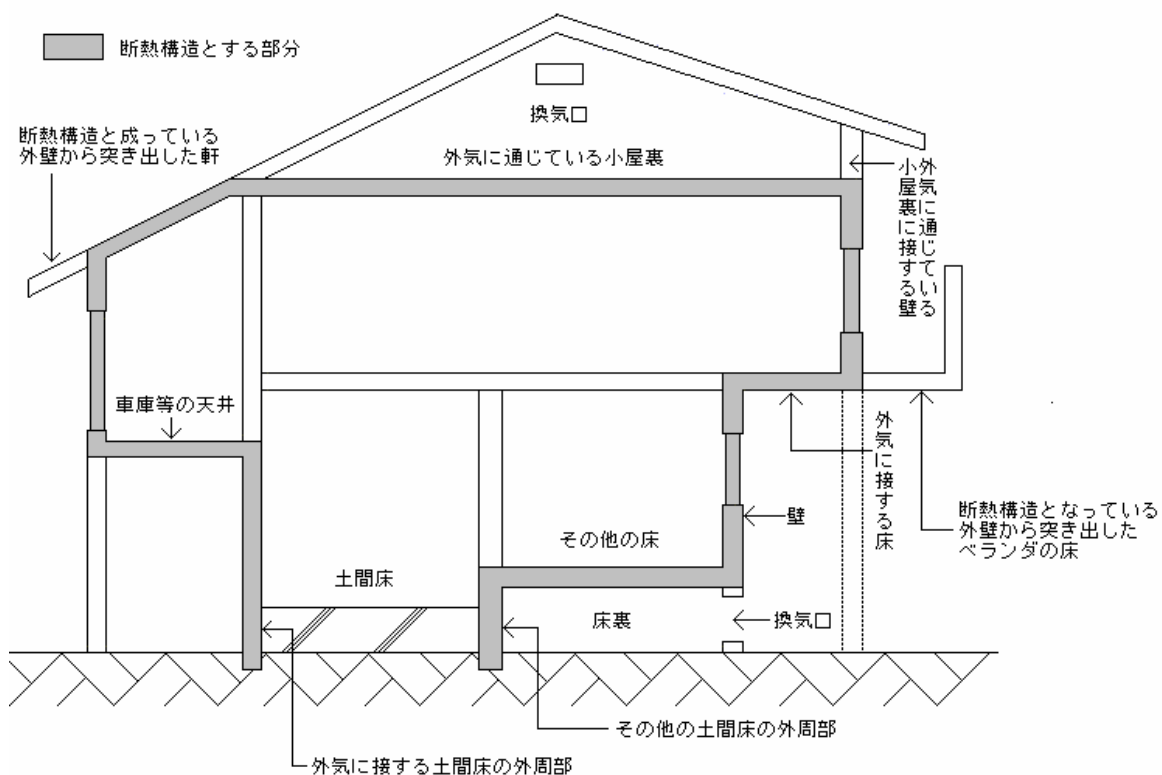 断熱構造とする部分
換気口
断熱構造と成っている
外壁から突き出した軒
外気に通じている小屋裏
外気に通じている
小屋裏に接する壁
車庫等の天井
外気に接する床
壁
断熱構造となっている
外壁から突き出した
ベランダの床
その他の床
土間床
床裏
換気口
その他の土間床の外周部
外気に接する土間床の外周部